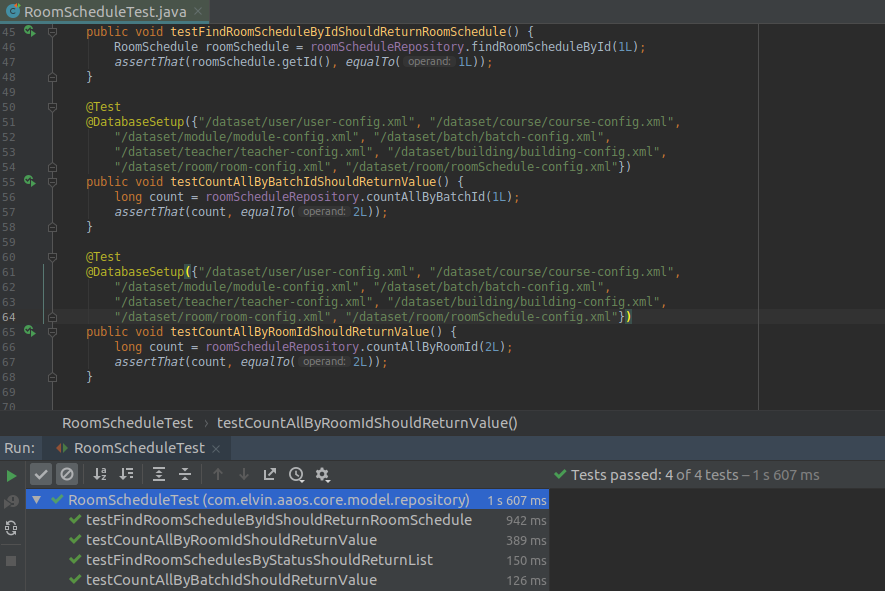 RoomScheduleTest.java ×
45 public void testFindRoomScheduleByIdShouldReturnRoomSchedule() {
46 RoomSchedule roomSchedule = roomScheduleRepository.findRoomScheduleById(1L);
47 assertThat(roomSchedule.getId(), equalTo( operand: 1L));
48 }
49
50 @Test
51 @DatabaseSetup({"/dataset/user/user-config.xml", "/dataset/course/course-config.xml",
52 "/dataset/module/module-config.xml", "/dataset/batch/batch-config.xml",
53 "/dataset/teacher/teacher-config.xml", "/dataset/building/building-config.xml",
54 "/dataset/room/room-config.xml", "/dataset/room/roomSchedule-config.xml"})
55 public void testCountAllByBatchIdShouldReturnValue() {
56 long count = roomScheduleRepository.countAllByBatchId(1L);
57 assertThat(count, equalTo( operand: 2L));
58 }
59
60 @Test
61 @DatabaseSetup({"/dataset/user/user-config.xml", "/dataset/course/course-config.xml",
62 "/dataset/module/module-config.xml", "/dataset/batch/batch-config.xml",
63 "/dataset/teacher/teacher-config.xml", "/dataset/building/building-config.xml",
64 "/dataset/room/room-config.xml", "/dataset/room/roomSchedule-config.xml"})
65 public void testCountAllByRoomIdShouldReturnValue() {
66 long count = roomScheduleRepository.countAllByRoomId(2L);
67 assertThat(count, equalTo( operand: 2L));
68 }
69
70
RoomScheduleTest › testCountAllByRoomIdShouldReturnValue()
Run: RoomScheduleTest ×
Tests passed: 4 of 4 tests – 1 s 607 ms
RoomScheduleTest (com.elvin.aaos.core.model.repository) 1 s 607 ms
testFindRoomScheduleByIdShouldReturnRoomSchedule 942 ms
testCountAllByRoomIdShouldReturnValue 389 ms
testFindRoomSchedulesByStatusShouldReturnList 150 ms
testCountAllByBatchIdShouldReturnValue 126 ms